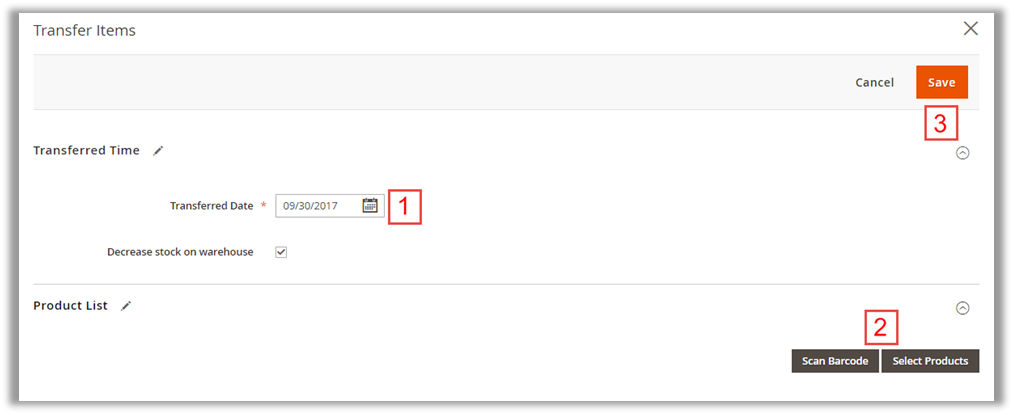 Transfer Items
Cancel Save
3
Transferred Time
Transferred Date * 09/30/2017 1
Decrease stock on warehouse
Product List
2
Scan Barcode Select Products